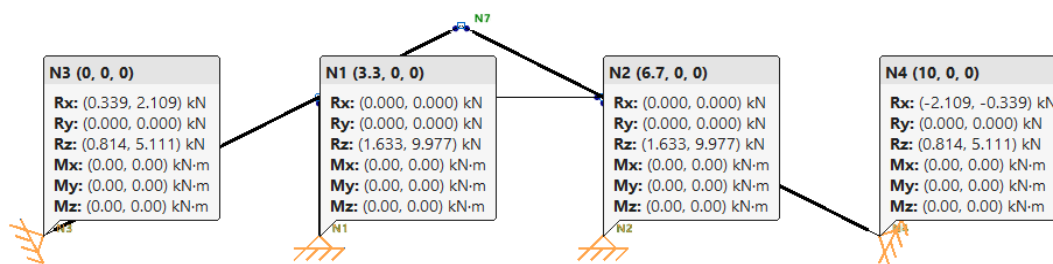 N7
N3 (0, 0, 0)
Rx: (0.339, 2.109) kN
Ry: (0.000, 0.000) kN
Rz: (0.814, 5.111) kN
Mx: (0.00, 0.00) kN·m
My: (0.00, 0.00) kN·m
Mz: (0.00, 0.00) kN·m
N1 (3.3, 0, 0)
Rx: (0.000, 0.000) kN
Ry: (0.000, 0.000) kN
Rz: (1.633, 9.977) kN
Mx: (0.00, 0.00) kN·m
My: (0.00, 0.00) kN·m
Mz: (0.00, 0.00) kN·m
N2 (6.7, 0, 0)
Rx: (0.000, 0.000) kN
Ry: (0.000, 0.000) kN
Rz: (1.633, 9.977) kN
Mx: (0.00, 0.00) kN·m
My: (0.00, 0.00) kN·m
Mz: (0.00, 0.00) kN·m
N4 (10, 0, 0)
Rx: (-2.109, -0.339) kN
Ry: (0.000, 0.000) kN
Rz: (0.814, 5.111) kN
Mx: (0.00, 0.00) kN·m
My: (0.00, 0.00) kN·m
Mz: (0.00, 0.00) kN·m
N3
N1
N2
N4